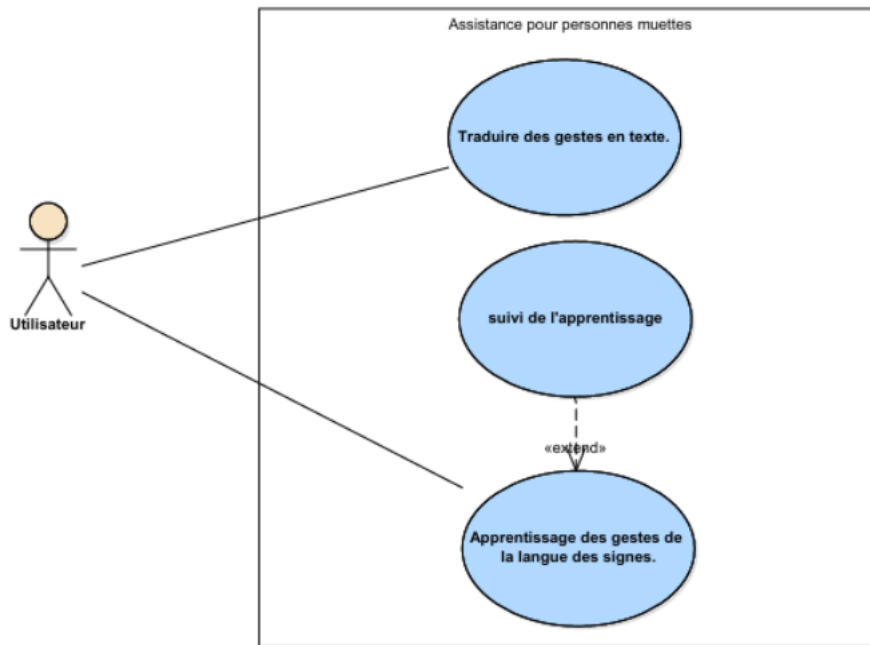 Assistance pour personnes muettes
Traduire des gestes en texte.
Utilisateur
suivi de l'apprentissage
«extend»
Apprentissage des gestes de
la langue des signes.